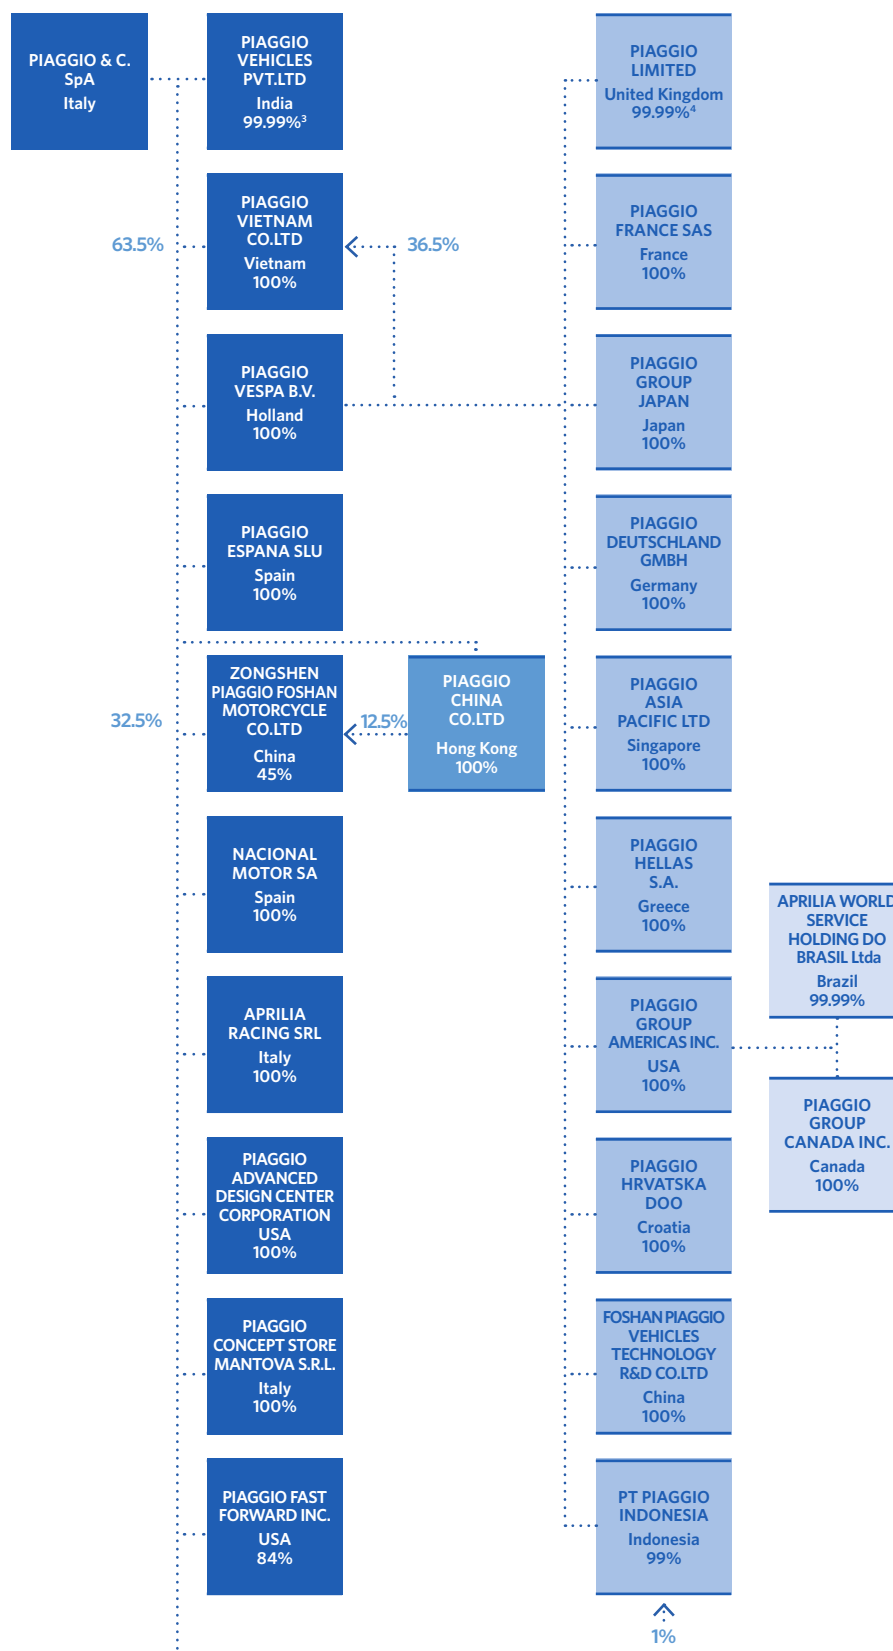 PIAGGIO & C.
SpA
Italy
PIAGGIO
VEHICLES
PVT.LTD
India
99.99%³
PIAGGIO
LIMITED
United Kingdom
99.99%⁴
63.5%
PIAGGIO
VIETNAM
CO.LTD
Vietnam
100%
36.5%
PIAGGIO
FRANCE SAS
France
100%
PIAGGIO
VESPA B.V.
Holland
100%
PIAGGIO
GROUP
JAPAN
Japan
100%
PIAGGIO
ESPANA SLU
Spain
100%
PIAGGIO
DEUTSCHLAND
GMBH
Germany
100%
32.5%
ZONGSHEN
PIAGGIO FOSHAN
MOTORCYCLE
CO.LTD
China
45%
12.5%
PIAGGIO
CHINA
CO.LTD
Hong Kong
100%
PIAGGIO
ASIA
PACIFIC LTD
Singapore
100%
NACIONAL
MOTOR SA
Spain
100%
PIAGGIO
HELLAS
S.A.
Greece
100%
APRILIA WORLD
SERVICE
HOLDING DO
BRASIL Ltda
Brazil
99.99%
APRILIA
RACING SRL
Italy
100%
PIAGGIO
GROUP
AMERICAS INC.
USA
100%
PIAGGIO
GROUP
CANADA INC.
Canada
100%
PIAGGIO
ADVANCED
DESIGN CENTER
CORPORATION
USA
100%
PIAGGIO
HRVATSKA
DOO
Croatia
100%
PIAGGIO
CONCEPT STORE
MANTOVA S.R.L.
Italy
100%
FOSHAN PIAGGIO
VEHICLES
TECHNOLOGY
R&D CO.LTD
China
100%
PIAGGIO FAST
FORWARD INC.
USA
84%
PT PIAGGIO
INDONESIA
Indonesia
99%
1%